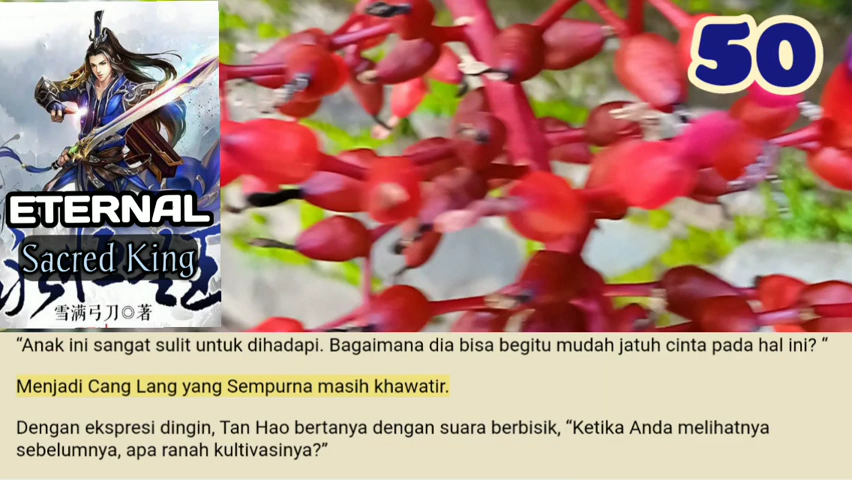 50
ETERNAL
Sacred King
雪满弓刀◎著
“Anak ini sangat sulit untuk dihadapi. Bagaimana dia bisa begitu mudah jatuh cinta pada hal ini? “
Menjadi Cang Lang yang Sempurna masih khawatir.
Dengan ekspresi dingin, Tan Hao bertanya dengan suara berbisik, “Ketika Anda melihatnya
sebelumnya, apa ranah kultivasinya?”